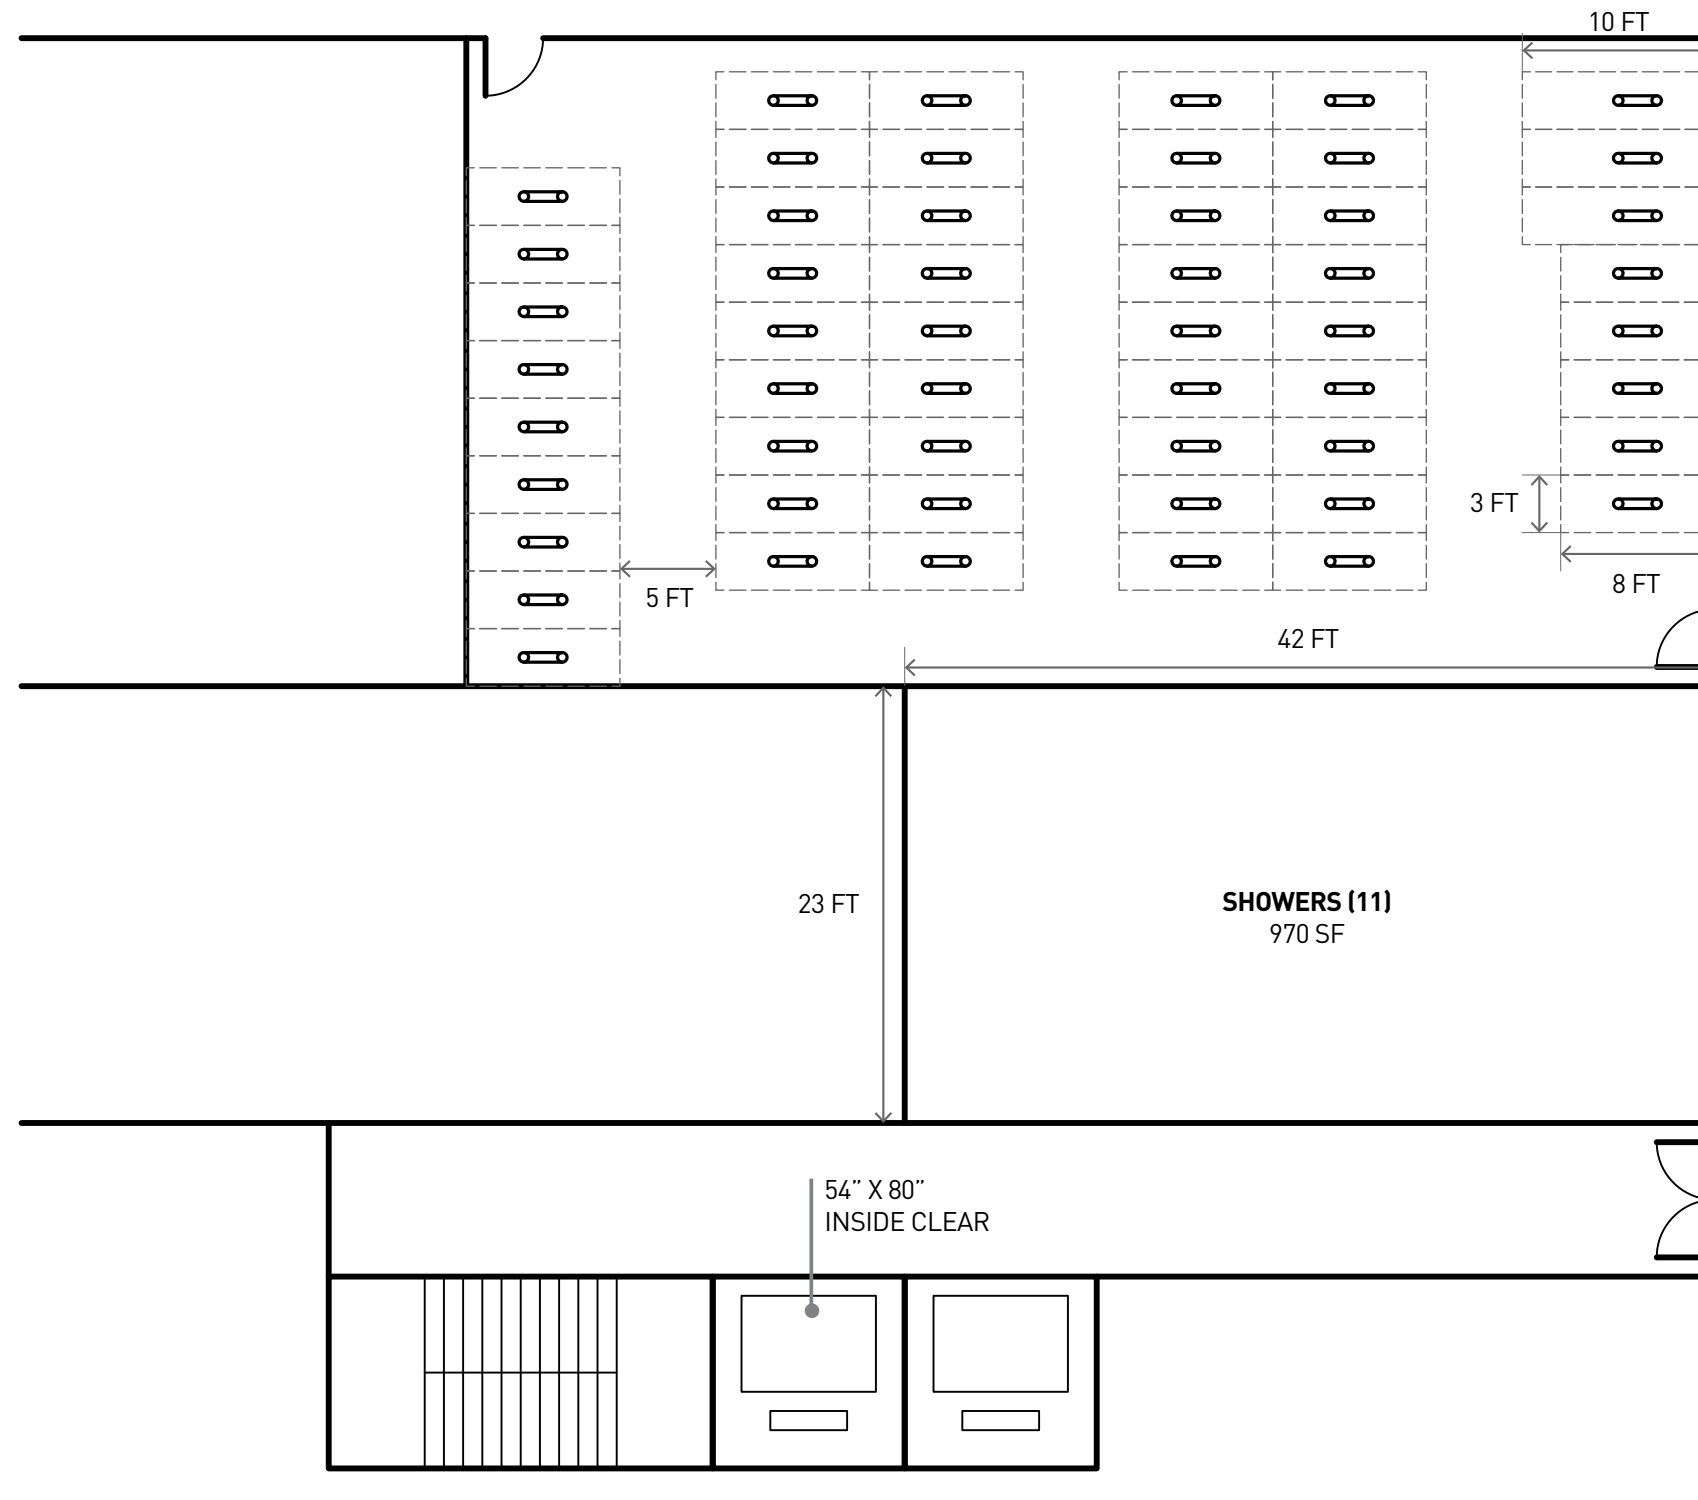 10 FT
3 FT
5 FT
8 FT
42 FT
23 FT
SHOWERS (11)
970 SF
54” X 80”
INSIDE CLEAR